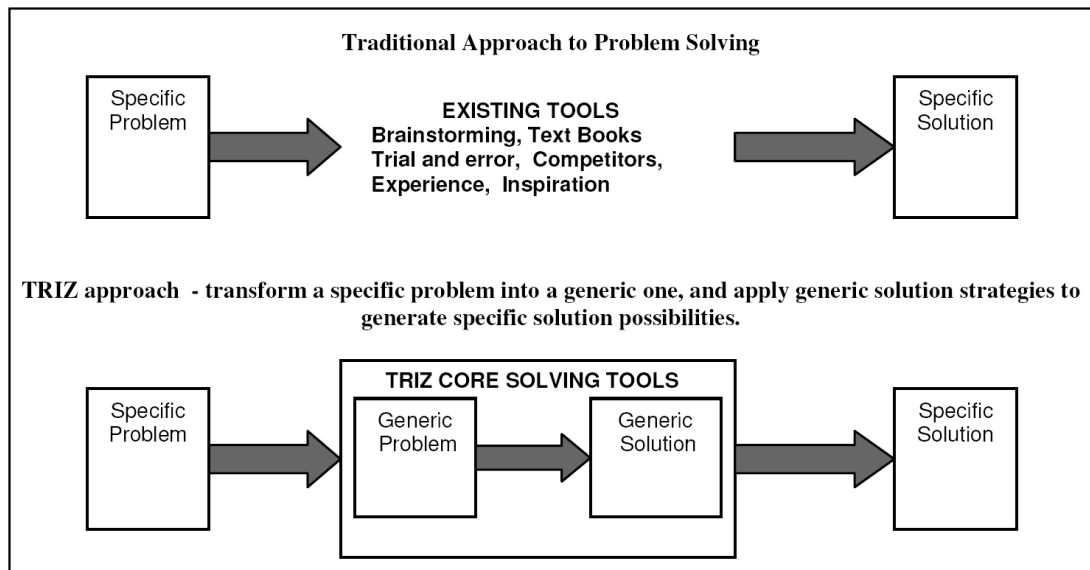 Traditional Approach to Problem Solving
Specific
Problem
EXISTING TOOLS
Brainstorming, Text Books
Trial and error,  Competitors,
Experience,  Inspiration
Specific
Solution
TRIZ approach  - transform a specific problem into a generic one, and apply generic solution strategies to
generate specific solution possibilities.
Specific
Problem
TRIZ CORE SOLVING TOOLS
Generic
Problem
Generic
Solution
Specific
Solution